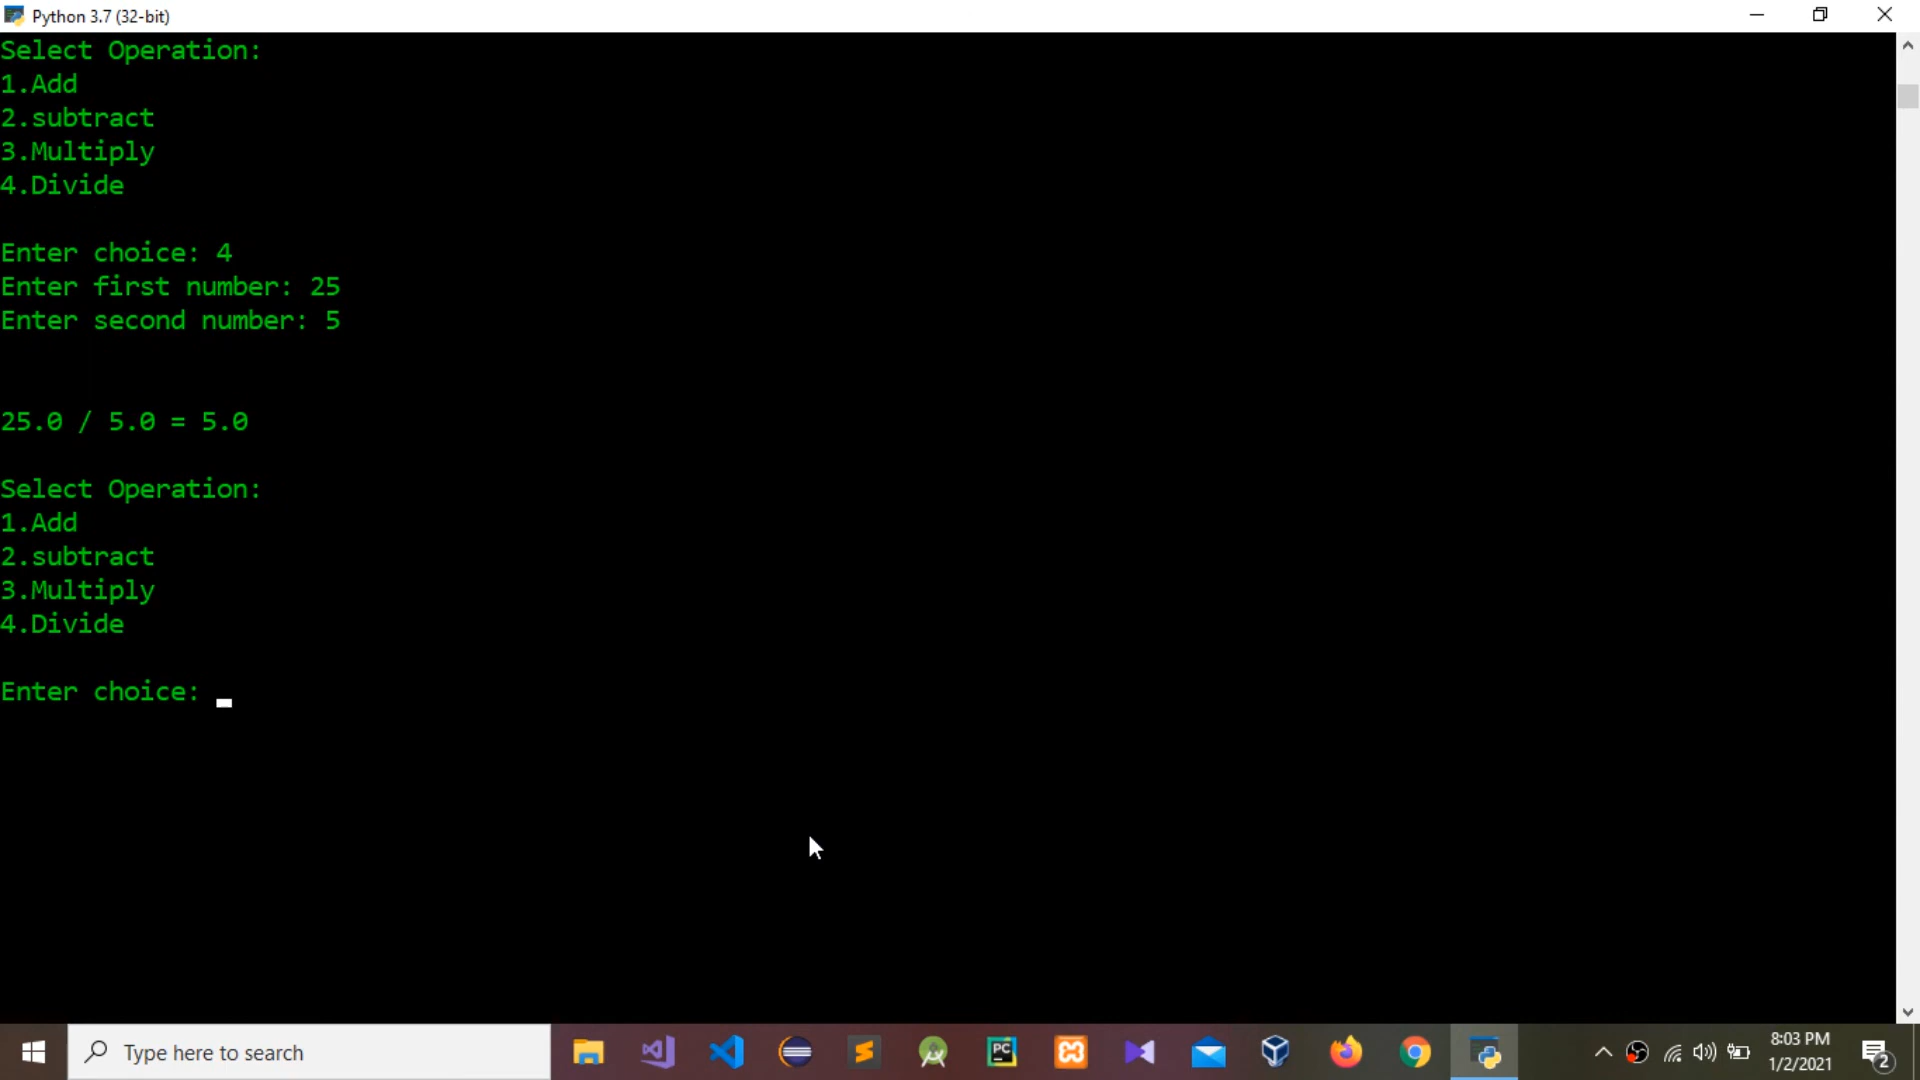 Python 3.7 (32-bit)
Select Operation:
1.Add
2.subtract
3.Multiply
4.Divide
Enter choice: 4
Enter first number: 25
Enter second number: 5
25.0 / 5.0 = 5.0
Select Operation:
1.Add
2.subtract
3.Multiply
4.Divide
Enter choice:
Type here to search
PC
8:03 PM
1/2/2021
2